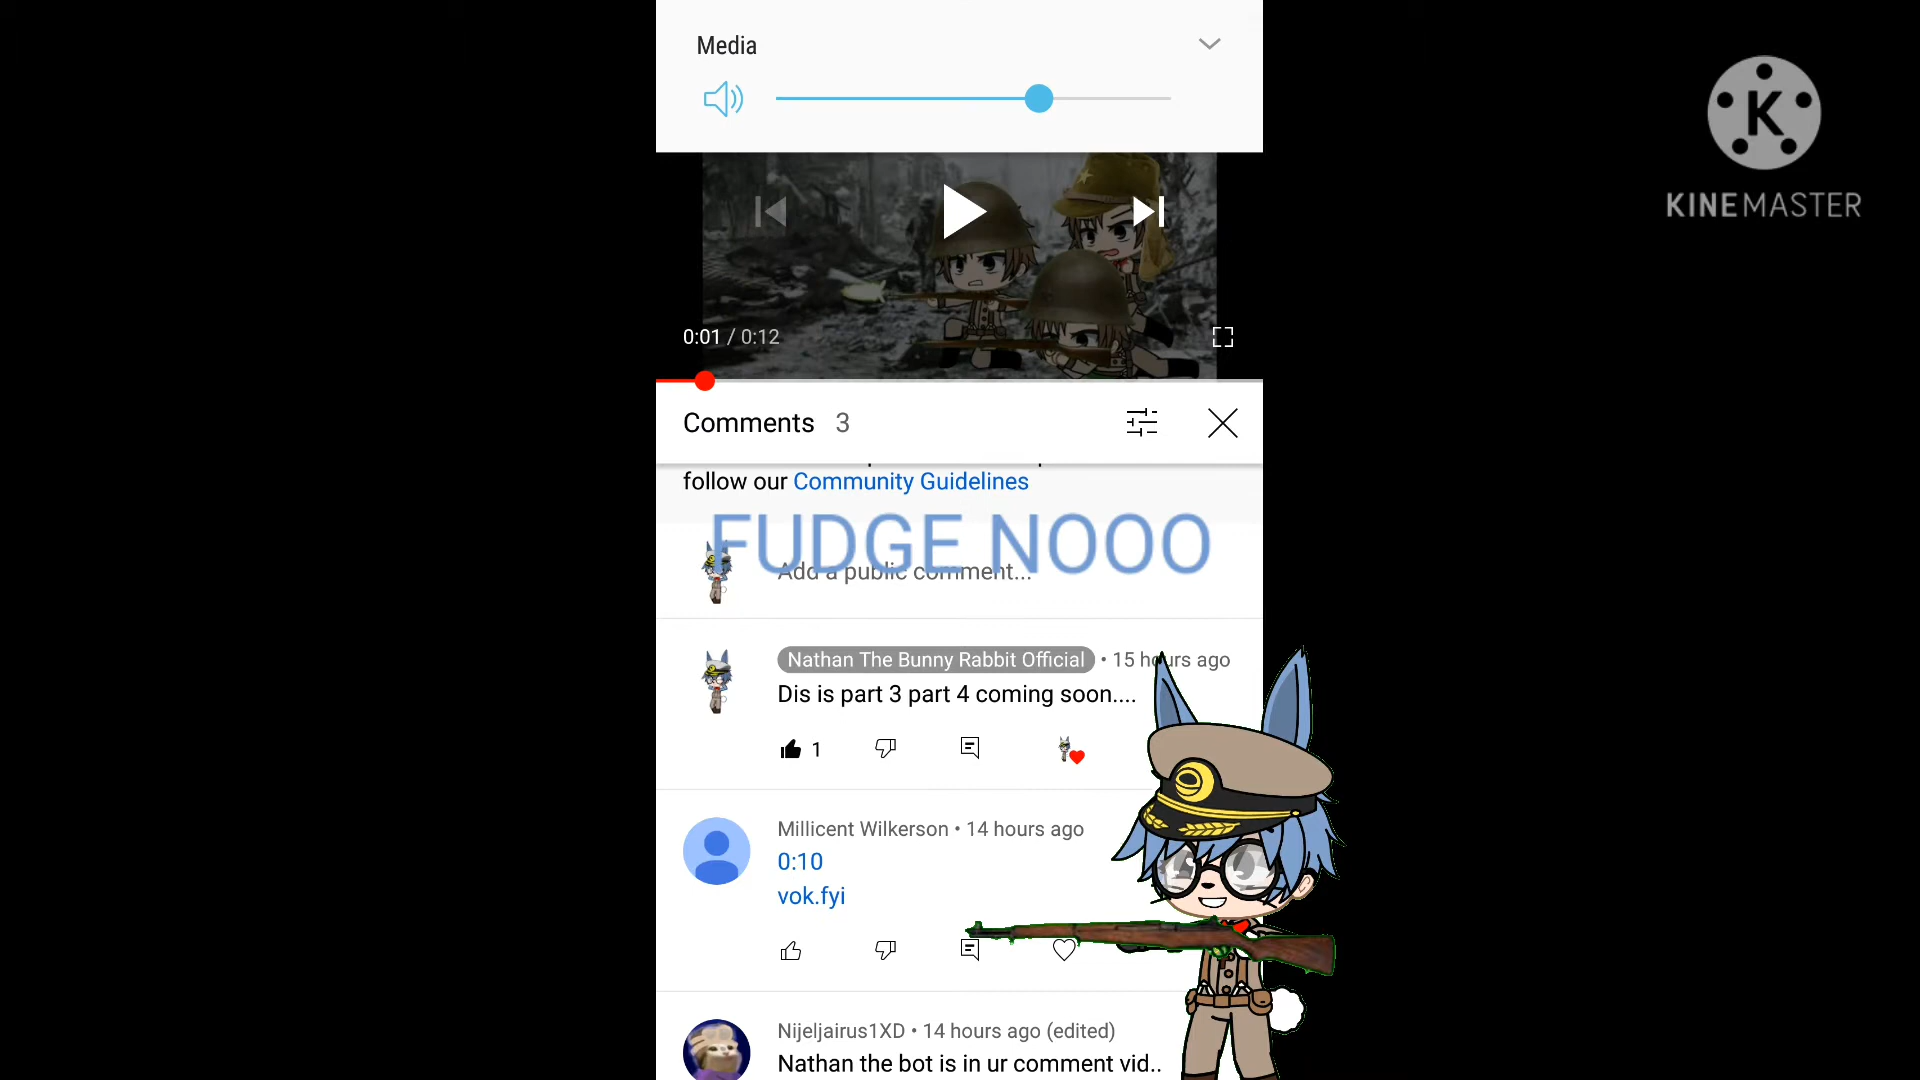 Media
K
KINEMASTER
0:01 / 0:12
Comments 3
follow our Community Guidelines
FUDGE NOOO
Add a public comment...
Nathan The Bunny Rabbit Official • 15 hours ago
Dis is part 3 part 4 coming soon....
1
Millicent Wilkerson • 14 hours ago
0:10
vok.fyi
Nijeljairus1XD • 14 hours ago (edited)
Nathan the bot is in ur comment vid..